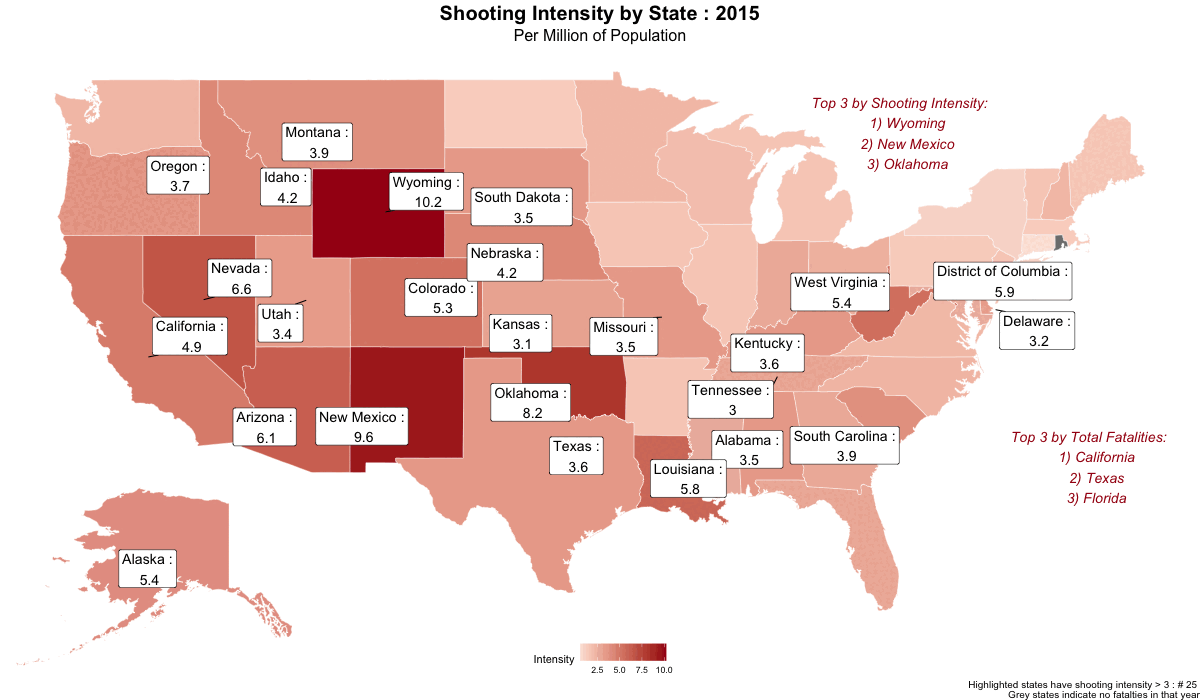 Shooting Intensity by State : 2015
Per Million of Population
Top 3 by Shooting Intensity:
1) Wyoming
2) New Mexico
3) Oklahoma
Montana :
3.9
Oregon :
3.7
Idaho :
4.2
Wyoming :
10.2
South Dakota :
3.5
Nebraska :
4.2
Nevada :
6.6
Colorado :
5.3
West Virginia :
5.4
District of Columbia :
5.9
Utah :
3.4
California :
4.9
Kansas :
3.1
Missouri :
3.5
Delaware :
3.2
Kentucky :
3.6
Oklahoma :
8.2
Tennessee :
3
Arizona :
6.1
New Mexico :
9.6
Texas :
3.6
Alabama :
3.5
South Carolina :
3.9
Louisiana :
5.8
Top 3 by Total Fatalities:
1) California
2) Texas
3) Florida
Alaska :
5.4
Intensity
2.5 5.0 7.5 10.0
Highlighted states have shooting intensity > 3 : # 25
Grey states indicate no fatalties in that year